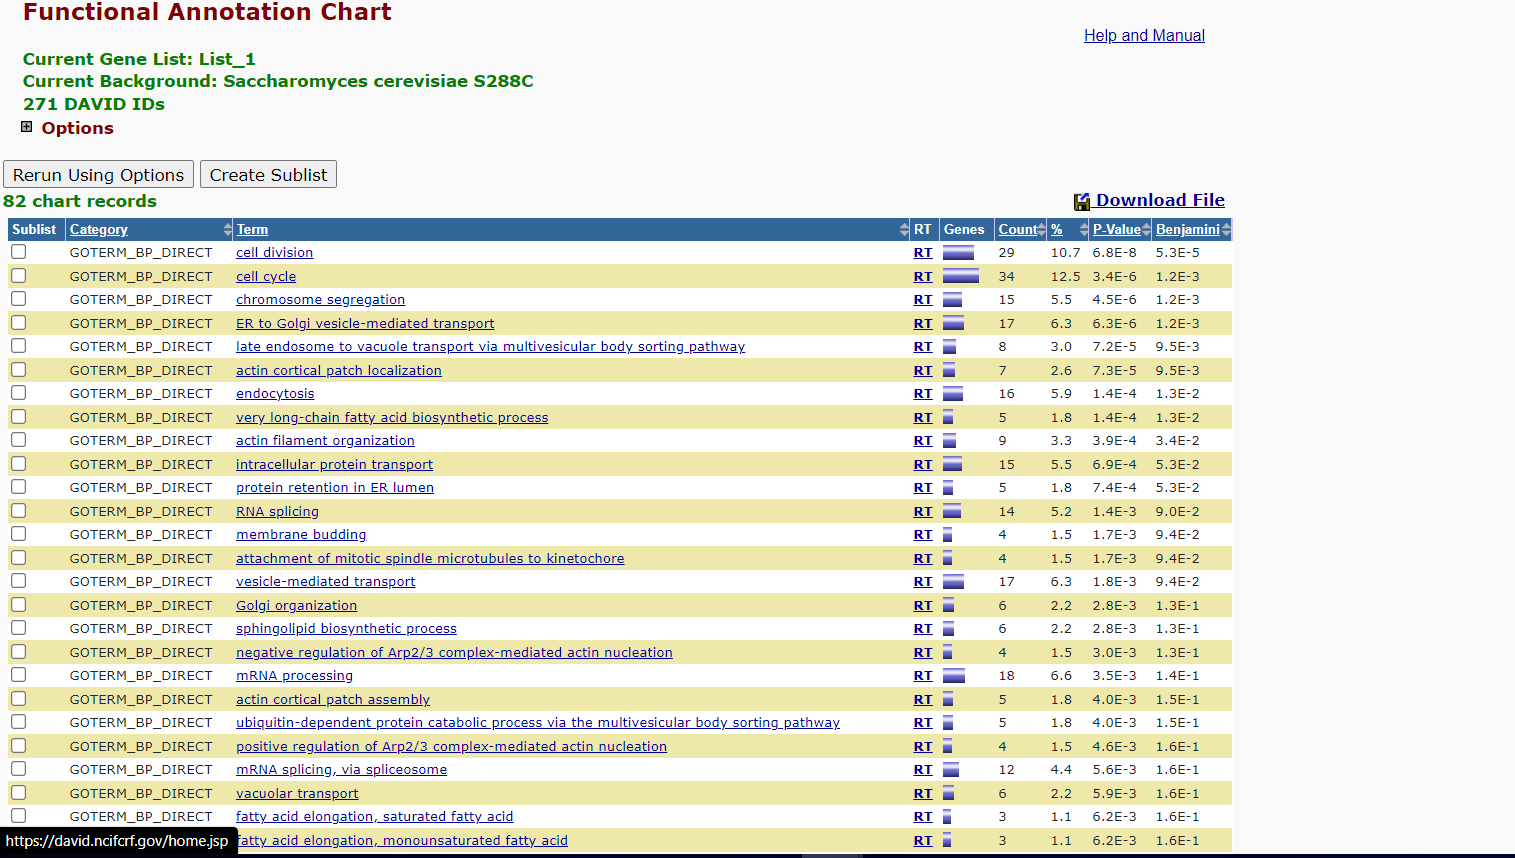 Functional Annotation Chart
Help and Manual
Current Gene List: List_1
Current Background: Saccharomyces cerevisiae S288C
271 DAVID IDs
Options
Rerun Using Options Create Sublist
82 chart records Download File
Sublist Category Term RT Genes Count % P-Value Benjamini
GOTERM_BP_DIRECT cell division RT 29 10.7 6.8E-8 5.3E-5
GOTERM_BP_DIRECT cell cycle RT 34 12.5 3.4E-6 1.2E-3
GOTERM_BP_DIRECT chromosome segregation RT 15 5.5 4.5E-6 1.2E-3
GOTERM_BP_DIRECT ER to Golgi vesicle-mediated transport RT 17 6.3 6.3E-6 1.2E-3
GOTERM_BP_DIRECT late endosome to vacuole transport via multivesicular body sorting pathway RT 8 3.0 7.2E-5 9.5E-3
GOTERM_BP_DIRECT actin cortical patch localization RT 7 2.6 7.3E-5 9.5E-3
GOTERM_BP_DIRECT endocytosis RT 16 5.9 1.4E-4 1.3E-2
GOTERM_BP_DIRECT very long-chain fatty acid biosynthetic process RT 5 1.8 1.4E-4 1.3E-2
GOTERM_BP_DIRECT actin filament organization RT 9 3.3 3.9E-4 3.4E-2
GOTERM_BP_DIRECT intracellular protein transport RT 15 5.5 6.9E-4 5.3E-2
GOTERM_BP_DIRECT protein retention in ER lumen RT 5 1.8 7.4E-4 5.3E-2
GOTERM_BP_DIRECT RNA splicing RT 14 5.2 1.4E-3 9.0E-2
GOTERM_BP_DIRECT membrane budding RT 4 1.5 1.7E-3 9.4E-2
GOTERM_BP_DIRECT attachment of mitotic spindle microtubules to kinetochore RT 4 1.5 1.7E-3 9.4E-2
GOTERM_BP_DIRECT vesicle-mediated transport RT 17 6.3 1.8E-3 9.4E-2
GOTERM_BP_DIRECT Golgi organization RT 6 2.2 2.8E-3 1.3E-1
GOTERM_BP_DIRECT sphingolipid biosynthetic process RT 6 2.2 2.8E-3 1.3E-1
GOTERM_BP_DIRECT negative regulation of Arp2/3 complex-mediated actin nucleation RT 4 1.5 3.0E-3 1.3E-1
GOTERM_BP_DIRECT mRNA processing RT 18 6.6 3.5E-3 1.4E-1
GOTERM_BP_DIRECT actin cortical patch assembly RT 5 1.8 4.0E-3 1.5E-1
GOTERM_BP_DIRECT ubiquitin-dependent protein catabolic process via the multivesicular body sorting pathway RT 5 1.8 4.0E-3 1.5E-1
GOTERM_BP_DIRECT positive regulation of Arp2/3 complex-mediated actin nucleation RT 4 1.5 4.6E-3 1.6E-1
GOTERM_BP_DIRECT mRNA splicing, via spliceosome RT 12 4.4 5.6E-3 1.6E-1
GOTERM_BP_DIRECT vacuolar transport RT 6 2.2 5.9E-3 1.6E-1
GOTERM_BP_DIRECT fatty acid elongation, saturated fatty acid RT 3 1.1 6.2E-3 1.6E-1
https://david.ncifcrf.gov/home.jsp fatty acid elongation, monounsaturated fatty acid RT 3 1.1 6.2E-3 1.6E-1